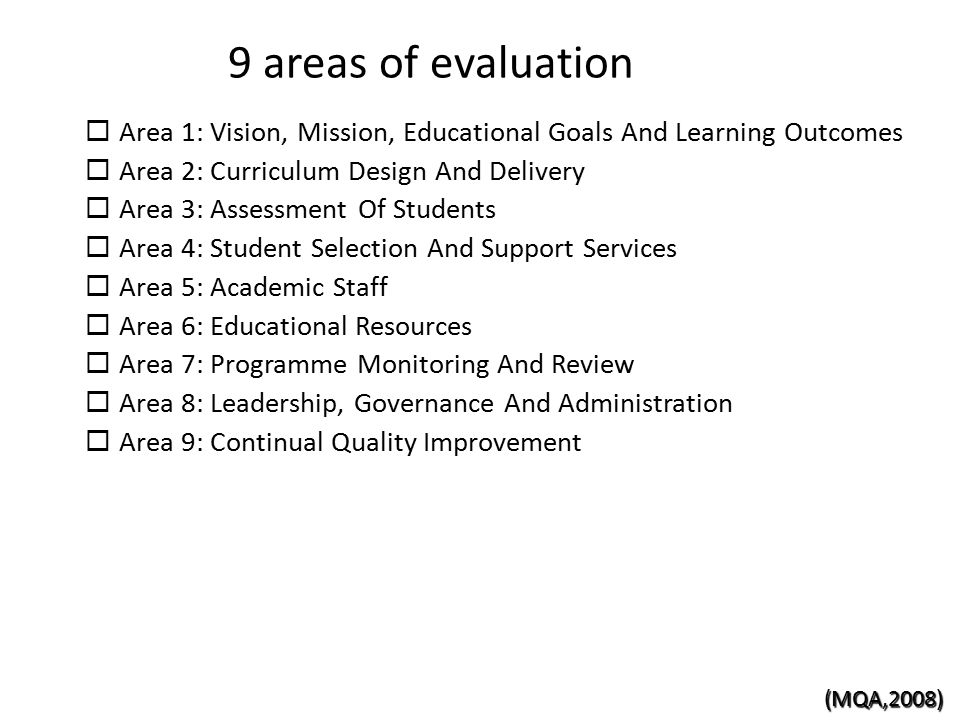 9 areas of evaluation
Area 1: Vision, Mission, Educational Goals And Learning Outcomes
Area 2: Curriculum Design And Delivery
Area 3: Assessment Of Students
Area 4: Student Selection And Support Services
Area 5: Academic Staff
Area 6: Educational Resources
Area 7: Programme Monitoring And Review
Area 8: Leadership, Governance And Administration
Area 9: Continual Quality Improvement
(MQA,2008)